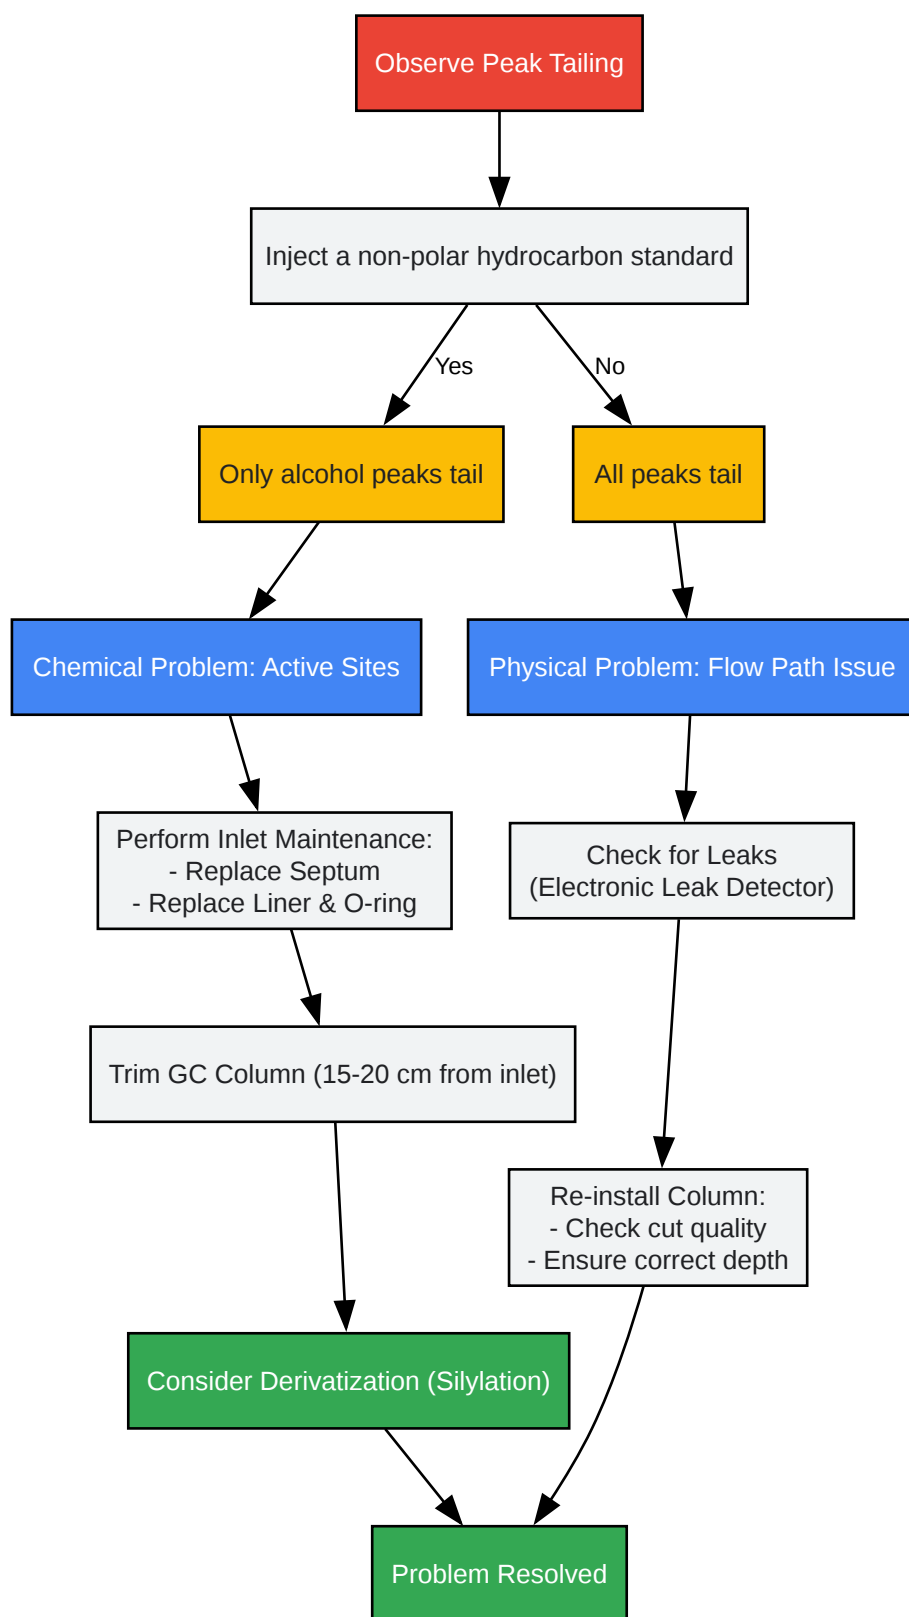 Observe Peak Tailing
Inject a non-polar hydrocarbon standard
Yes
No
Only alcohol peaks tail
All peaks tail
Chemical Problem: Active Sites
Physical Problem: Flow Path Issue
Perform Inlet Maintenance:
- Replace Septum
- Replace Liner & O-ring
Check for Leaks
(Electronic Leak Detector)
Trim GC Column (15-20 cm from inlet)
Re-install Column:
- Check cut quality
- Ensure correct depth
Consider Derivatization (Silylation)
Problem Resolved